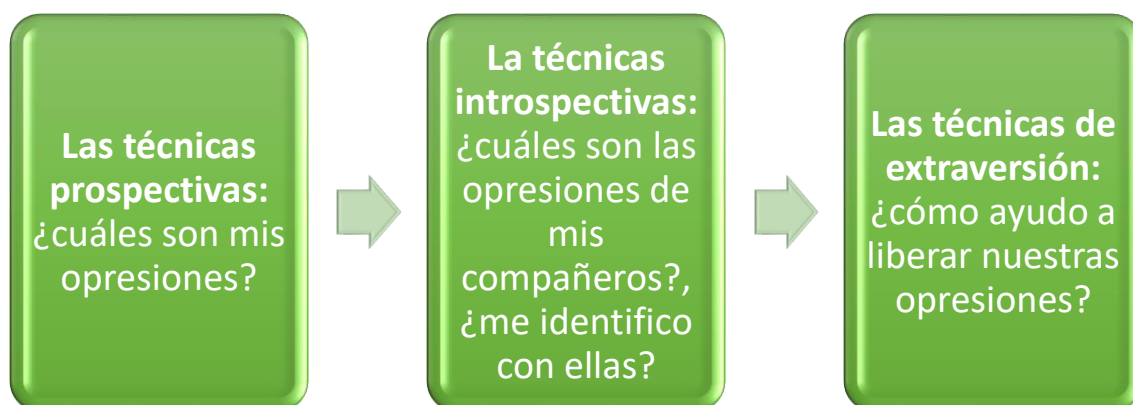 Las técnicas
prospectivas:
¿cuáles son mis
opresiones?
La técnicas
introspectivas:
¿cuáles son las
opresiones de
mis
compañeros?,
¿me identifico
con ellas?
Las técnicas de
extraversión:
¿cómo ayudo a
liberar nuestras
opresiones?